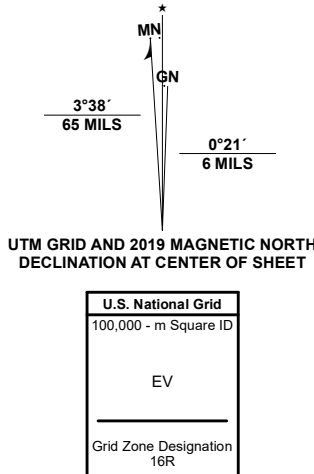 ★
MN
GN
3°38´
65 MILS
0°21´
6 MILS
UTM GRID AND 2019 MAGNETIC NORTH
DECLINATION AT CENTER OF SHEET
U.S. National Grid
100,000 - m Square ID
EV
Grid Zone Designation
16R